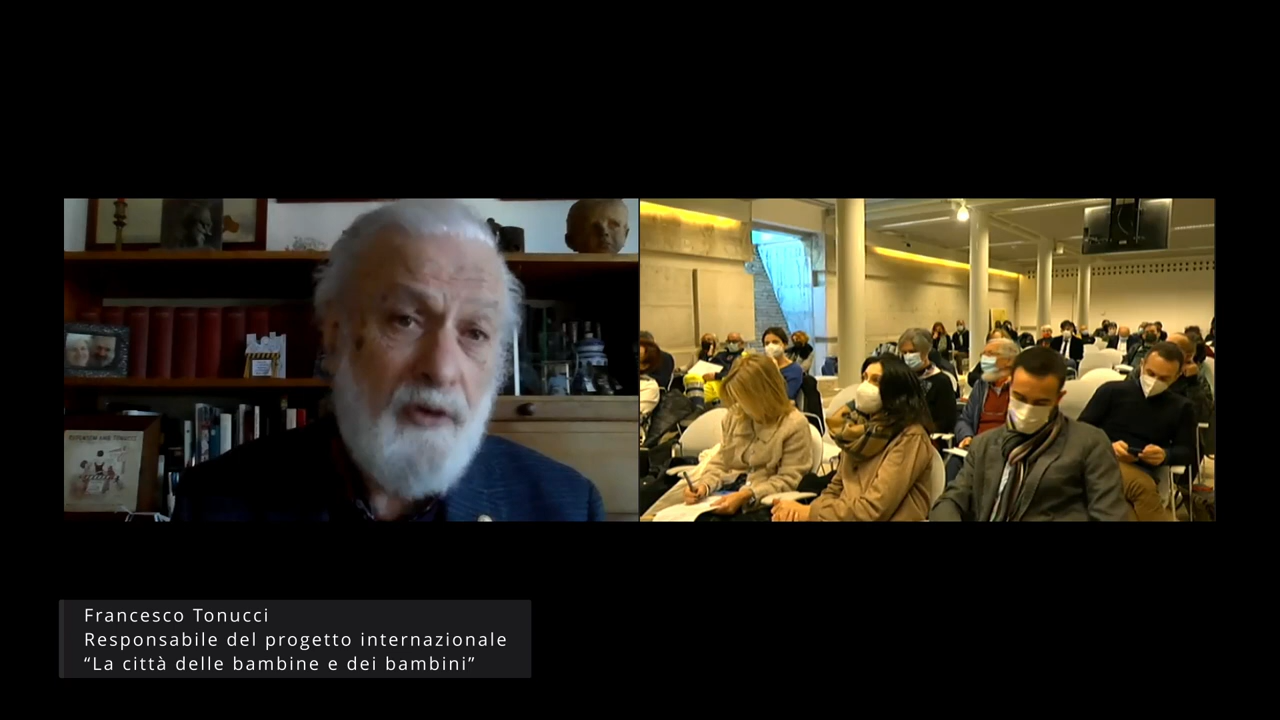 Francesco Tonucci
Responsabile del progetto internazionale
“La città delle bambine e dei bambini”